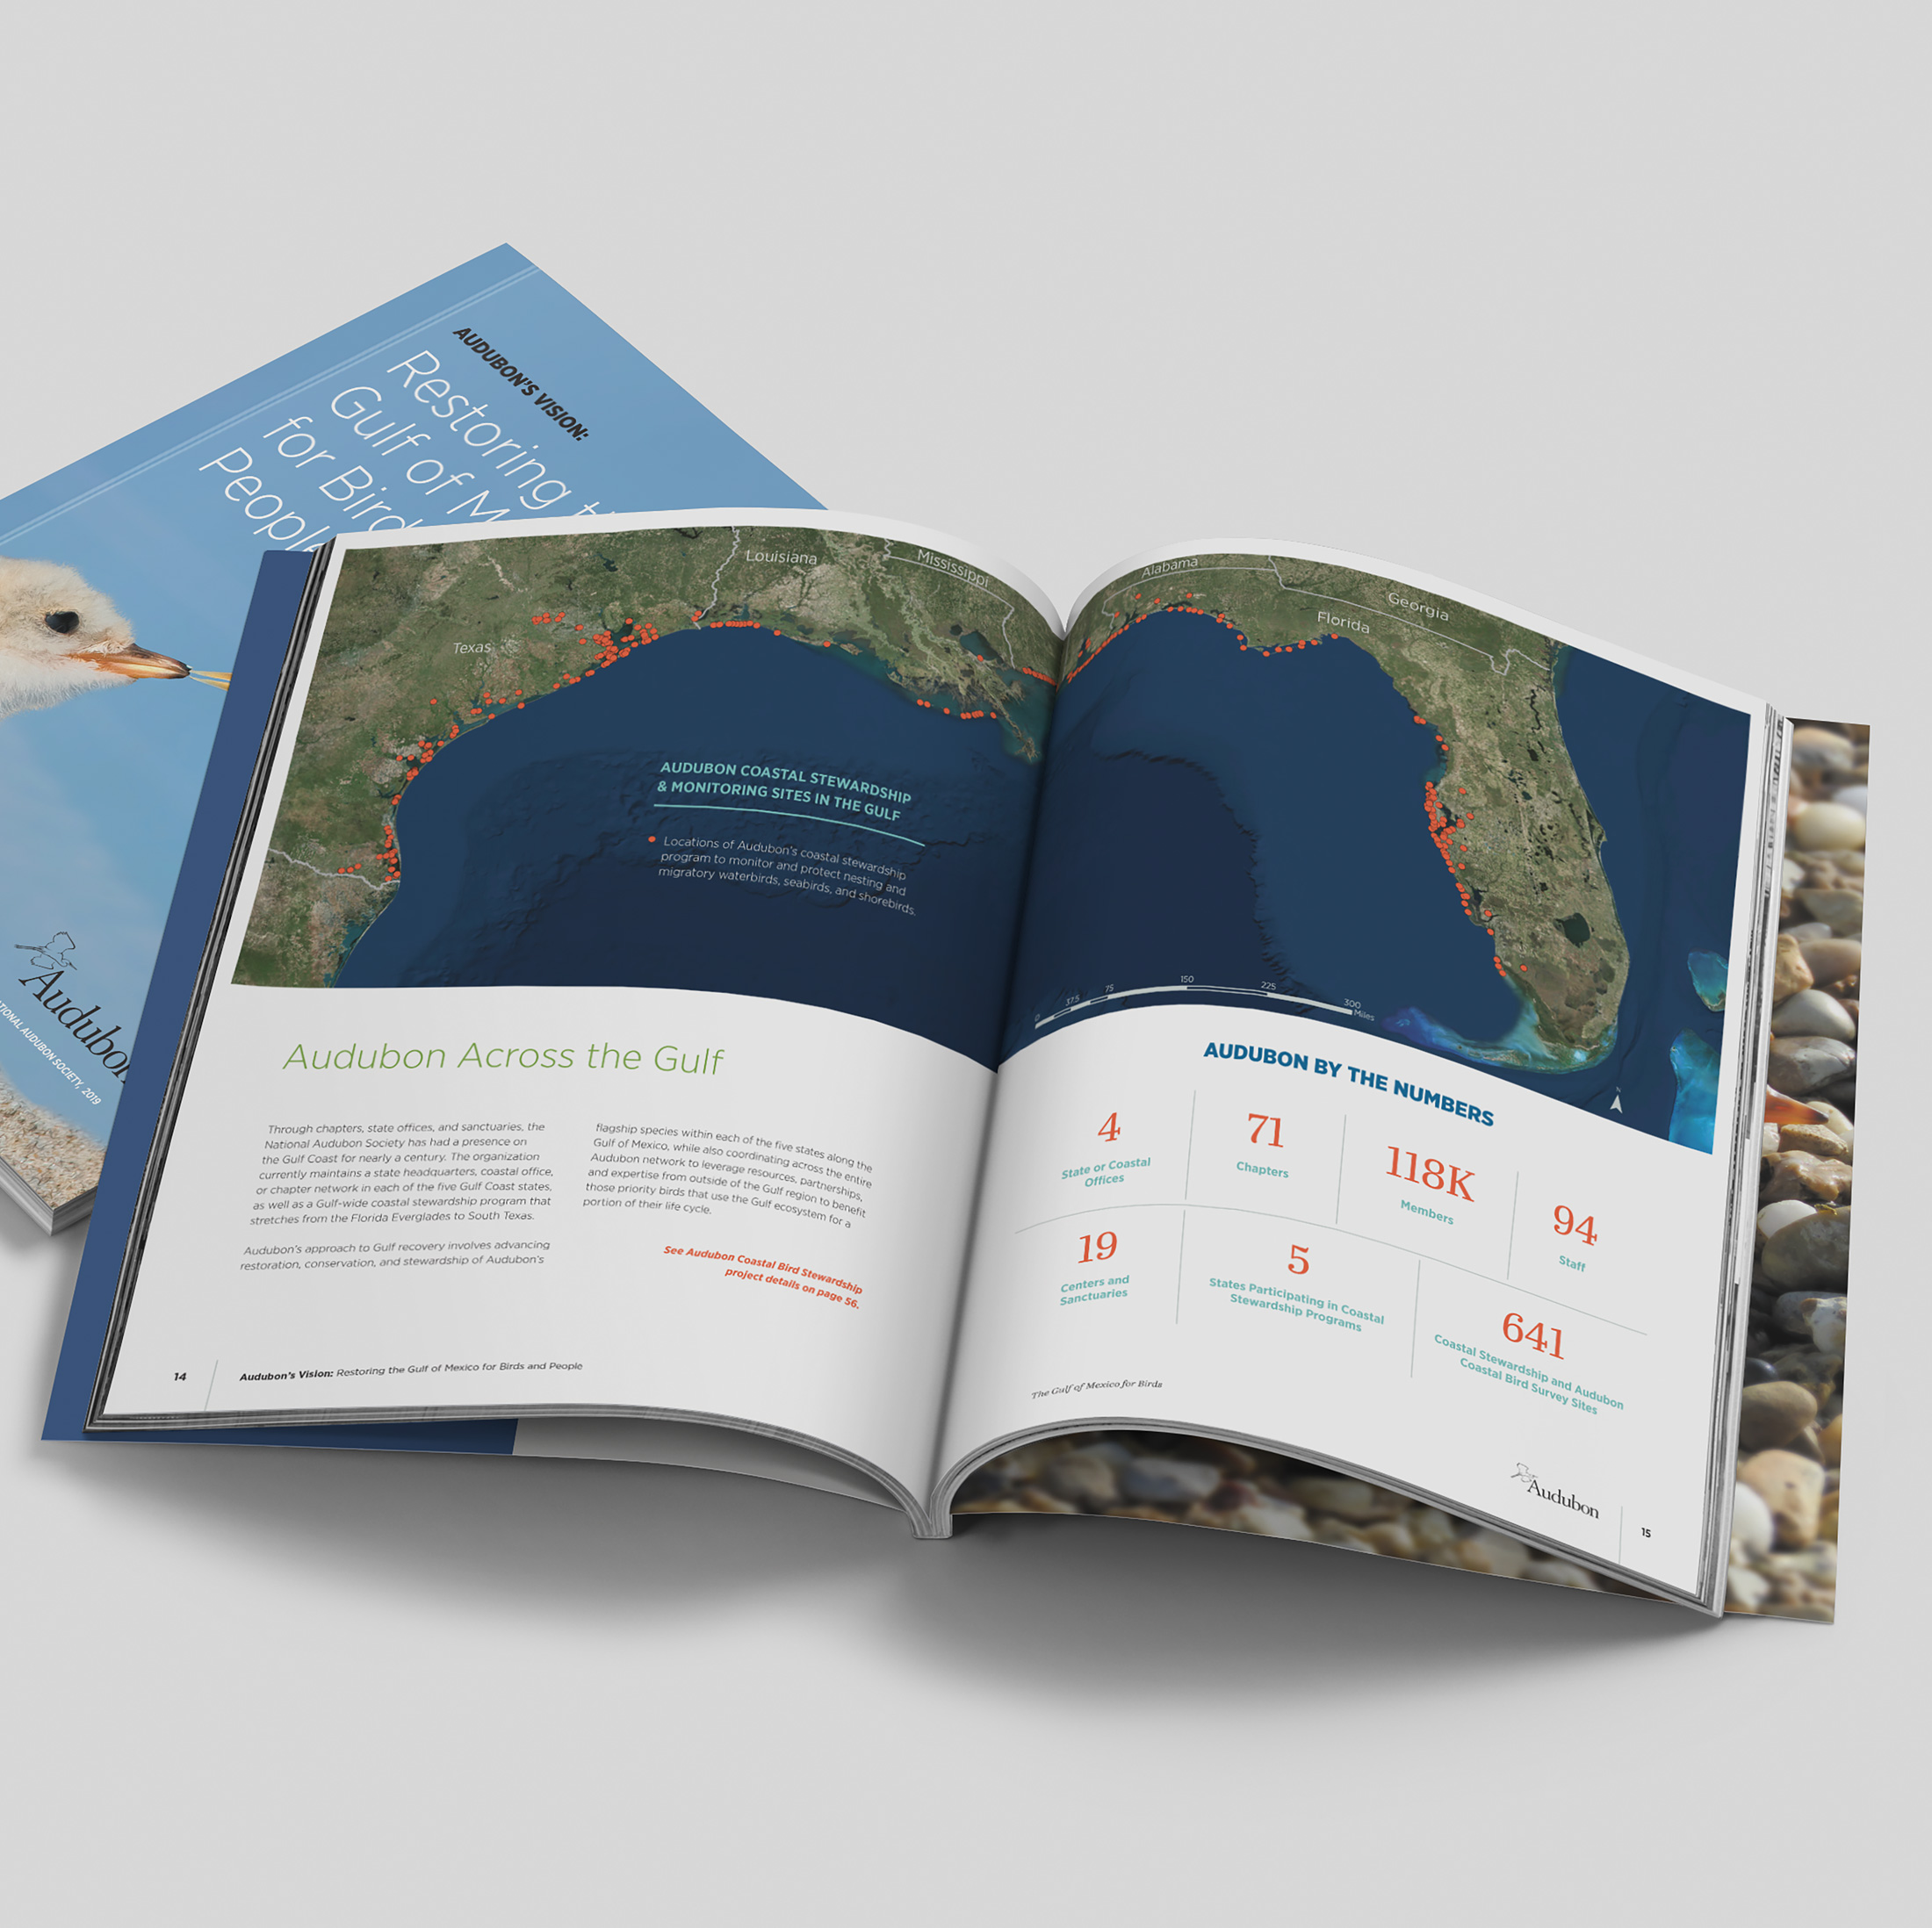 AUDUBON'S VISION:
Restoring
Gulf of
for
People
Audubon
AUDUBON SOCIETY, 2019
Texas
Louisiana
Mississippi
Alabama
Georgia
Florida
AUDUBON COASTAL STEWARDSHIP
& MONITORING SITES IN THE GULF
Locations of Audubon's coastal stewardship
program to monitor and protect nesting and
migratory waterbirds, seabirds, and shorebirds.
0 37.5 75 150 225 300
Miles
N
Audubon Across the Gulf
Through chapters, state offices, and sanctuaries, the
National Audubon Society has had a presence on
the Gulf Coast for nearly a century. The organization
currently maintains a state headquarters, coastal office,
or chapter network in each of the five Gulf Coast states,
as well as a Gulf-wide coastal stewardship program that
stretches from the Florida Everglades to South Texas.
Audubon's approach to Gulf recovery involves advancing
restoration, conservation, and stewardship of Audubon's
flagship species within each of the five states along the
Gulf of Mexico, while also coordinating across the entire
Audubon network to leverage resources, partnerships,
and expertise from outside of the Gulf region to benefit
those priority birds that use the Gulf ecosystem for a
portion of their life cycle.
See Audubon Coastal Bird Stewardship
project details on page 56.
14
Audubon's Vision: Restoring the Gulf of Mexico for Birds and People
AUDUBON BY THE NUMBERS
4
State or Coastal
Offices
71
Chapters
118K
Members
94
Staff
19
Centers and
Sanctuaries
5
States Participating in Coastal
Stewardship Programs
641
Coastal Stewardship and Audubon
Coastal Bird Survey Sites
The Gulf of Mexico for Birds
Audubon
15